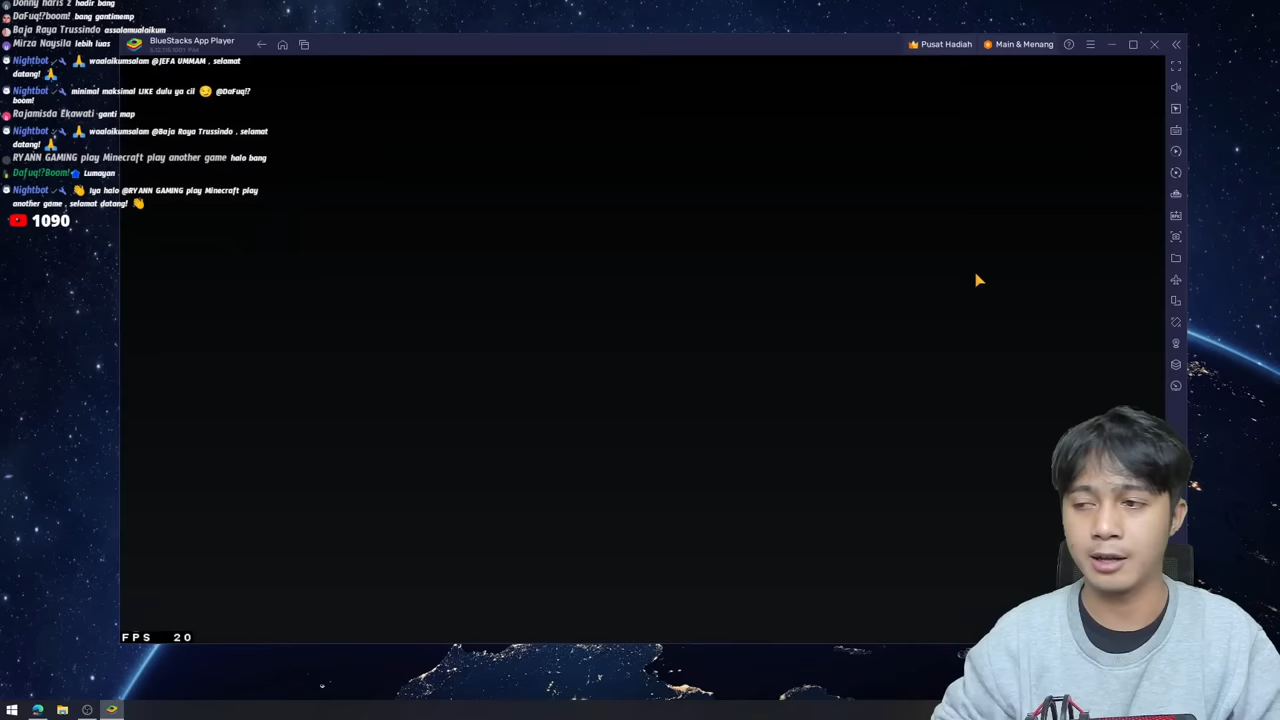 Donny haris z hadir bang
DaFuq!?boom! bang gantimemp
Baja Raya Trussindo assalamualaikum
Mirza Naysila lebih luas
Nightbot 🙏 waalaikumsalam @JEFA UMMAM , selamat
datang! 🙏
Nightbot minimal maksimal LIKE dulu ya cil 😏 @DaFuq!?
boom!
Rajamisda Ekawati ganti map
Nightbot 🙏 waalaikumsalam @Baja Raya Trussindo , selamat
datang! 🙏
RYANN GAMING play Minecraft play another game halo bang
Dafuq!?Boom! Lumayan
Nightbot 👋 Iya halo @RYANN GAMING play Minecraft play
another game , selamat datang! 👋
1090
BlueStacks App Player
Pusat Hadiah
Main & Menang
FPS 20